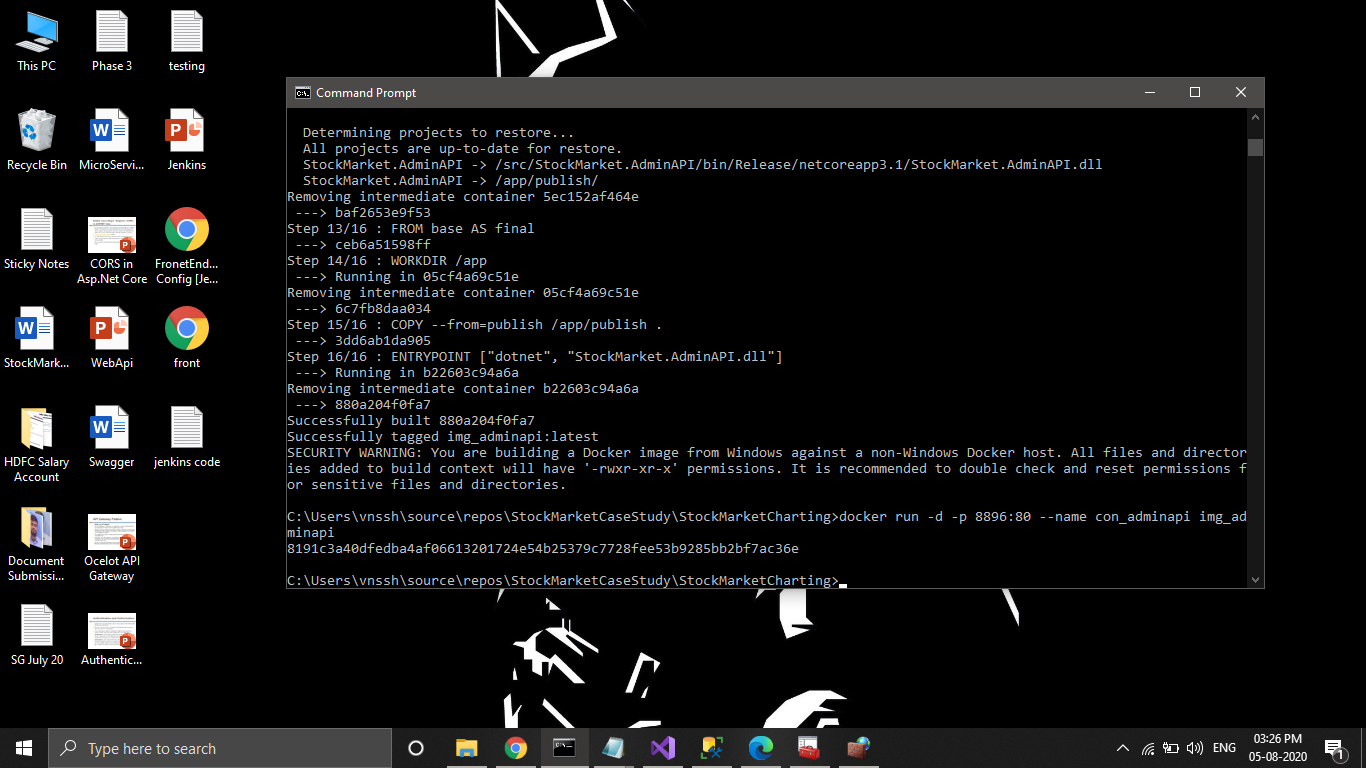 This PC
Phase 3
testing
Recycle Bin
MicroServi...
Jenkins
Sticky Notes
CORS in
Asp.Net Core
FronetEnd...
Config [Je...
StockMark...
WebApi
front
HDFC Salary
Account
Swagger
jenkins code
Document
Submissi...
Ocelot API
Gateway
SG July 20
Authentic...
Command Prompt
Determining projects to restore...
All projects are up-to-date for restore.
StockMarket.AdminAPI -> /src/StockMarket.AdminAPI/bin/Release/netcoreapp3.1/StockMarket.AdminAPI.dll
StockMarket.AdminAPI -> /app/publish/
Removing intermediate container 5ec152af464e
---> baf2653e9f53
Step 13/16 : FROM base AS final
---> ceb6a51598ff
Step 14/16 : WORKDIR /app
---> Running in 05cf4a69c51e
Removing intermediate container 05cf4a69c51e
---> 6c7fb8daa034
Step 15/16 : COPY --from=publish /app/publish .
---> 3dd6ab1da905
Step 16/16 : ENTRYPOINT ["dotnet", "StockMarket.AdminAPI.dll"]
---> Running in b22603c94a6a
Removing intermediate container b22603c94a6a
---> 880a204f0fa7
Successfully built 880a204f0fa7
Successfully tagged img_adminapi:latest
SECURITY WARNING: You are building a Docker image from Windows against a non-Windows Docker host. All files and director
ies added to build context will have '-rwxr-xr-x' permissions. It is recommended to double check and reset permissions f
or sensitive files and directories.
C:\Users\vnssh\source\repos\StockMarketCaseStudy\StockMarketCharting>docker run -d -p 8896:80 --name con_adminapi img_ad
minapi
8191c3a40dfedba4af06613201724e54b25379c7728fee53b9285bb2bf7ac36e
C:\Users\vnssh\source\repos\StockMarketCaseStudy\StockMarketCharting>
Type here to search
ENG
03:26 PM
05-08-2020
1